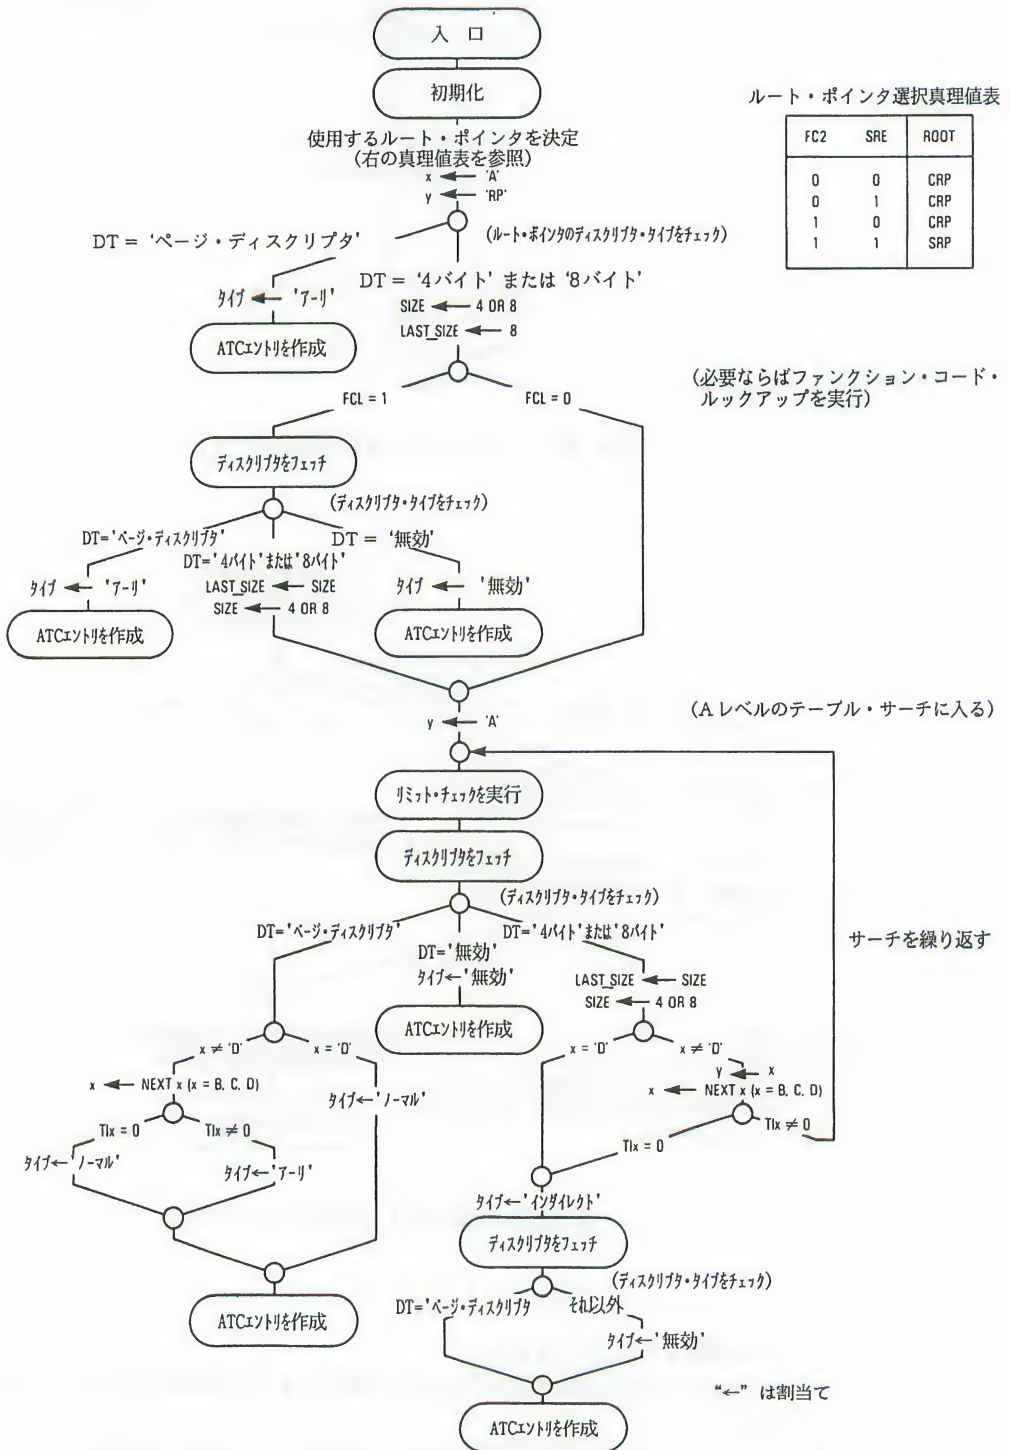 入 口
初期化
使用するルート・ポインタを決定
(右の真理値表を参照)
x ← 'A'
y ← 'RP'
ルート・ポインタ選択真理値表
FC2 SRE ROOT
0 0 CRP
0 1 CRP
1 0 CRP
1 1 SRP
DT = 'ページ・ディスクリプタ'
(ルート・ポインタのディスクリプタ・タイプをチェック)
タイプ ← 'アーリ'
ATCエントリを作成
DT = '4バイト' または '8バイト'
SIZE ← 4 OR 8
LAST_SIZE ← 8
(必要ならばファンクション・コード・
ルックアップを実行)
FCL = 1
FCL = 0
ディスクリプタをフェッチ
(ディスクリプタ・タイプをチェック)
DT='ページ・ディスクリプタ'
タイプ ← 'アーリ'
ATCエントリを作成
DT='4バイト'または'8バイト'
LAST_SIZE ← SIZE
SIZE ← 4 OR 8
DT = '無効'
タイプ ← '無効'
ATCエントリを作成
y ← 'A'
(Aレベルのテーブル・サーチに入る)
リミット・チェックを実行
ディスクリプタをフェッチ
(ディスクリプタ・タイプをチェック)
サーチを繰り返す
DT='ページ・ディスクリプタ'
DT='無効'
タイプ←'無効'
ATCエントリを作成
DT='4バイト'または'8バイト'
LAST_SIZE ← SIZE
SIZE ← 4 OR 8
x ≠ 'D'
x = 'D'
x ← NEXT x (x = B, C, D)
タイプ←'ノーマル'
TIx = 0
TIx ≠ 0
タイプ←'ノーマル'
タイプ←'アーリ'
ATCエントリを作成
x = 'D'
x ≠ 'D'
y ← x
x ← NEXT x (x = B, C, D)
TIx ≠ 0
TIx = 0
タイプ←'インダイレクト'
ディスクリプタをフェッチ
(ディスクリプタ・タイプをチェック)
DT='ページ・ディスクリプタ
それ以外
タイプ←'無効'
ATCエントリを作成
"←" は割当て